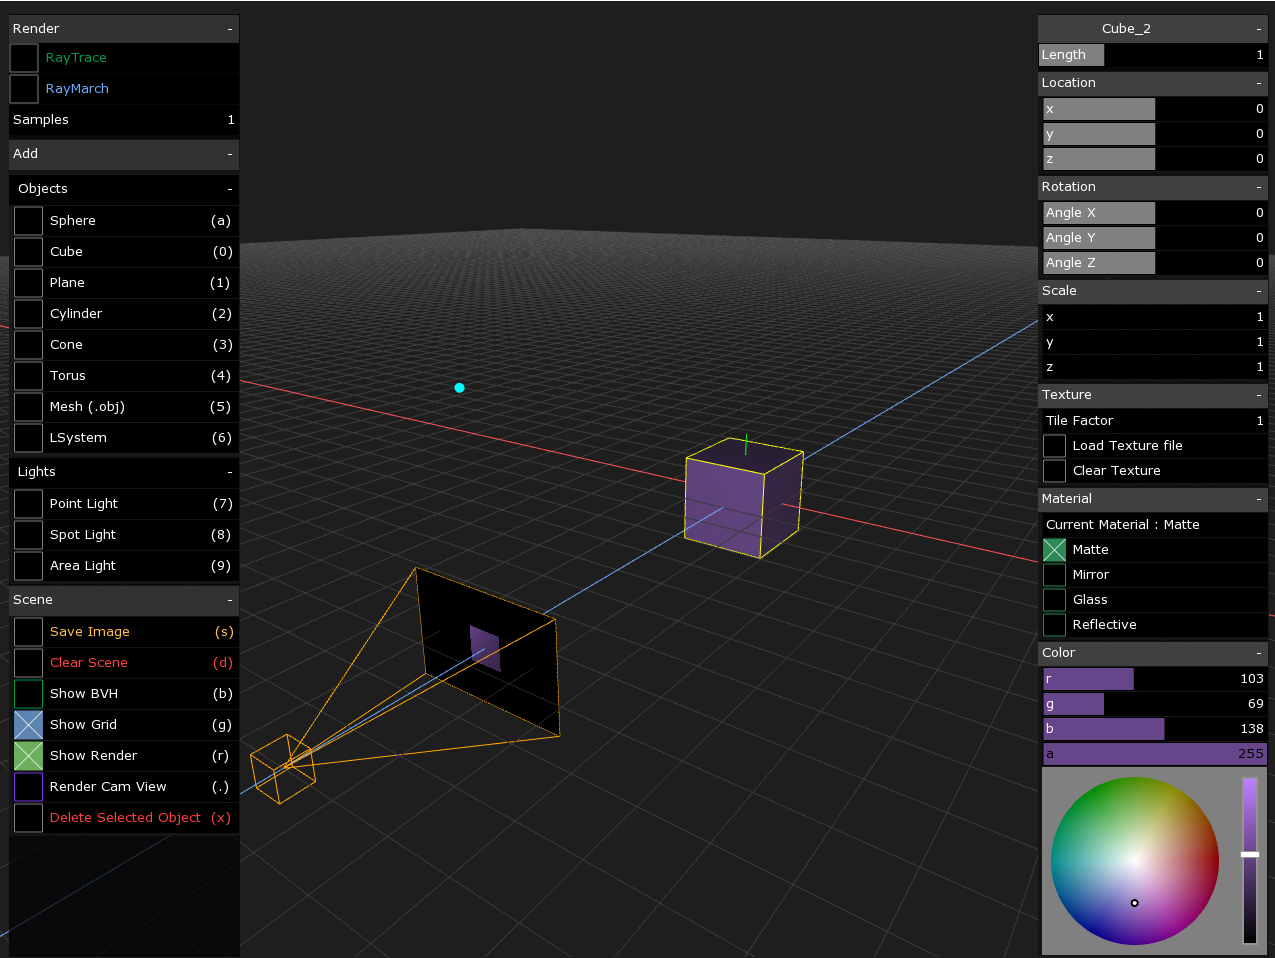 Render -
RayTrace
RayMarch
Samples 1
Add -
Objects -
Sphere (a)
Cube (0)
Plane (1)
Cylinder (2)
Cone (3)
Torus (4)
Mesh (.obj) (5)
LSystem (6)
Lights -
Point Light (7)
Spot Light (8)
Area Light (9)
Scene -
Save Image (s)
Clear Scene (d)
Show BVH (b)
Show Grid (g)
Show Render (r)
Render Cam View (.)
Delete Selected Object (x)
Cube_2 -
Length 1
Location -
x 0
y 0
z 0
Rotation -
Angle X 0
Angle Y 0
Angle Z 0
Scale -
x 1
y 1
z 1
Texture -
Tile Factor 1
Load Texture file
Clear Texture
Material -
Current Material : Matte
Matte
Mirror
Glass
Reflective
Color -
r 103
g 69
b 138
a 255